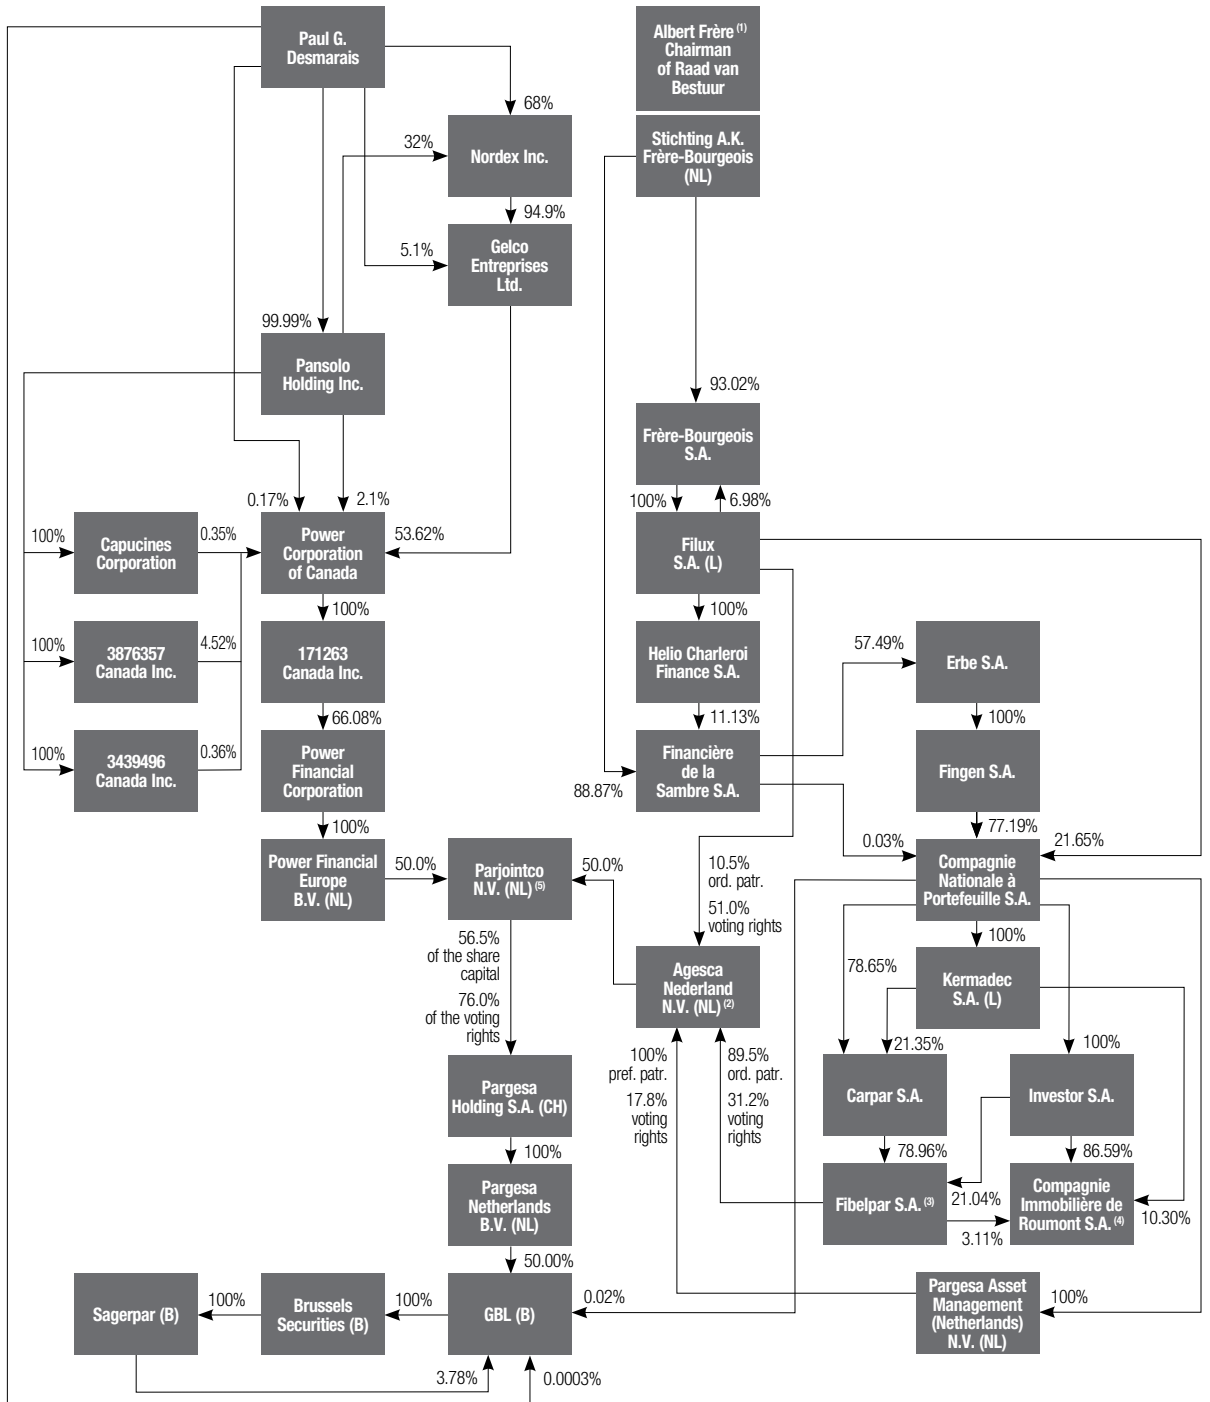 Paul G.
Desmarais
Albert Frère (1)
Chairman
of Raad van
Bestuur
68%
32%
Nordex Inc.
Stichting A.K.
Frère-Bourgeois
(NL)
94.9%
5.1%
Gelco
Entreprises
Ltd.
99.99%
Pansolo
Holding Inc.
93.02%
Frère-Bourgeois
S.A.
0.17%
2.1%
100%
6.98%
100%
Capucines
Corporation
0.35%
Power
Corporation
of Canada
53.62%
Filux
S.A. (L)
100%
100%
100%
3876357
Canada Inc.
4.52%
171263
Canada Inc.
Helio Charleroi
Finance S.A.
57.49%
Erbe S.A.
66.08%
11.13%
100%
100%
3439496
Canada Inc.
0.36%
Power
Financial
Corporation
88.87%
Financière
de la
Sambre S.A.
Fingen S.A.
100%
77.19%
0.03%
21.65%
Power Financial
Europe
B.V. (NL)
50.0%
Parjointco
N.V. (NL) (5)
50.0%
10.5%
ord. patr.
51.0%
voting rights
Compagnie
Nationale à
Portefeuille S.A.
56.5%
of the share
capital
76.0%
of the voting
rights
Agesca
Nederland
N.V. (NL) (2)
100%
78.65%
Kermadec
S.A. (L)
21.35%
100%
100%
pref. patr.
17.8%
voting
rights
89.5%
ord. patr.
31.2%
voting
rights
Pargesa
Holding S.A. (CH)
Carpar S.A.
Investor S.A.
100%
78.96%
86.59%
Pargesa
Netherlands
B.V. (NL)
Fibelpar S.A. (3)
21.04%
3.11%
Compagnie
Immobilière de
Roumont S.A. (4)
10.30%
50.00%
Sagerpar (B)
100%
Brussels
Securities (B)
100%
GBL (B)
0.02%
Pargesa Asset
Management
(Netherlands)
N.V. (NL)
100%
3.78%
0.0003%